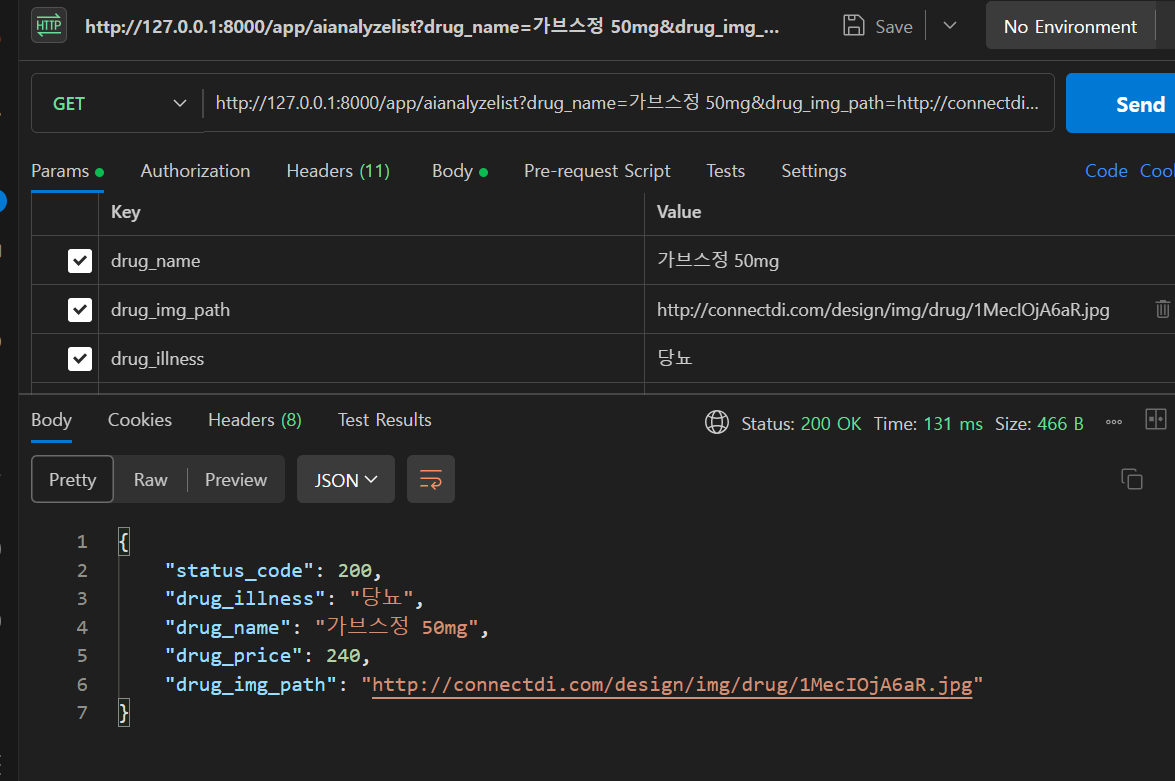 HTTP http://127.0.0.1:8000/app/aianalyzelist?drug_name=가브스정 50mg&drug_img_... Save No Environment
GET http://127.0.0.1:8000/app/aianalyzelist?drug_name=가브스정 50mg&drug_img_path=http://connectdi... Send
Params Authorization Headers (11) Body Pre-request Script Tests Settings Code
Key Value
drug_name 가브스정 50mg
drug_img_path http://connectdi.com/design/img/drug/1MecIOjA6aR.jpg
drug_illness 당뇨
Body Cookies Headers (8) Test Results Status: 200 OK Time: 131 ms Size: 466 B
Pretty Raw Preview JSON
1 {
2 "status_code": 200,
3 "drug_illness": "당뇨",
4 "drug_name": "가브스정 50mg",
5 "drug_price": 240,
6 "drug_img_path": "http://connectdi.com/design/img/drug/1MecIOjA6aR.jpg"
7 }